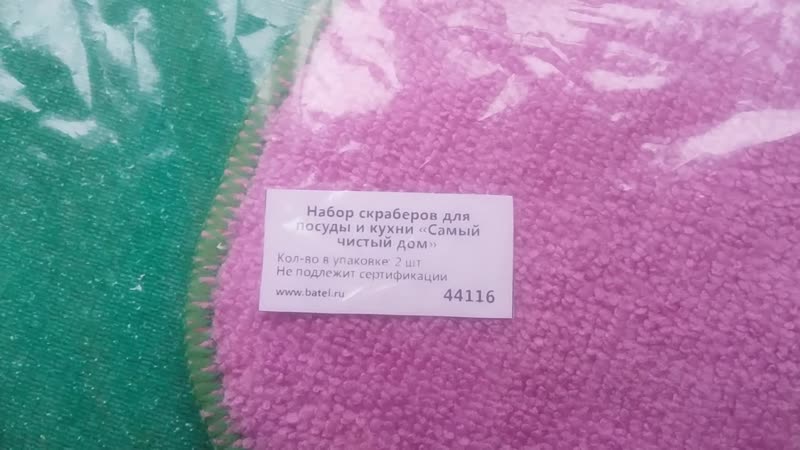 Набор скраберов для
посуды и кухни «Самый
чистый дом»
Кол-во в упаковке: 2 шт
Не подлежит сертификации
www.batel.ru 44116